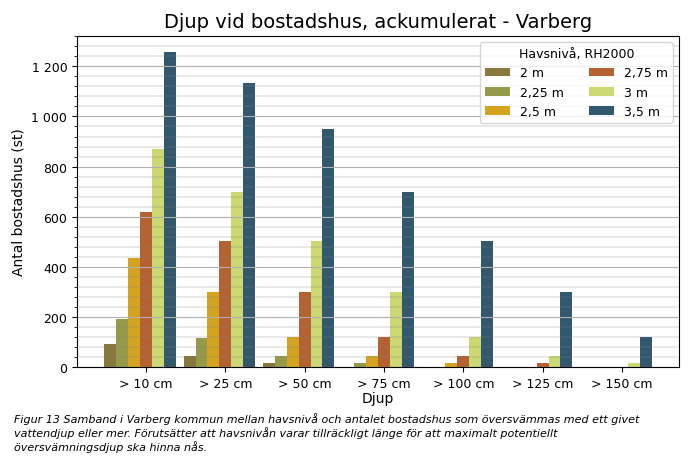 Djup vid bostadshus, ackumulerat - Varberg
Havsnivå, RH2000
2 m
2,25 m
2,5 m
2,75 m
3 m
3,5 m
Antal bostadshus (st)
1 200
1 000
800
600
400
200
0
> 10 cm
> 25 cm
> 50 cm
> 75 cm
> 100 cm
> 125 cm
> 150 cm
Djup
Figur 13 Samband i Varberg kommun mellan havsnivå och antalet bostadshus som översvämmas med ett givet
vattendjup eller mer. Förutsätter att havsnivån varar tillräckligt länge för att maximalt potentiellt
översvämningsdjup ska hinna nås.